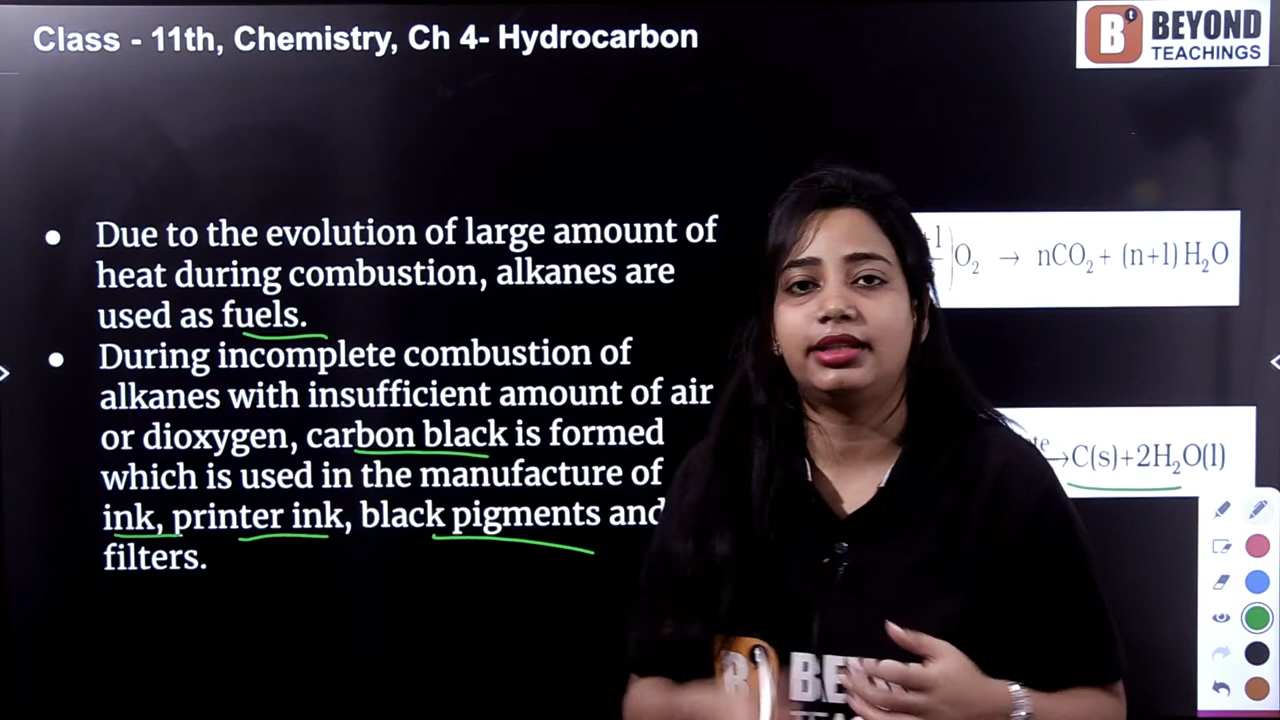 Class - 11th, Chemistry, Ch 4- Hydrocarbon
Bt BEYOND
TEACHINGS
Due to the evolution of large amount of
heat during combustion, alkanes are
used as fuels.
During incomplete combustion of
alkanes with insufficient amount of air
or dioxygen, carbon black is formed
which is used in the manufacture of
ink, printer ink, black pigments and
filters.
O₂ → nCO₂ + (n+1) H₂O
→C(s)+2H₂O(l)